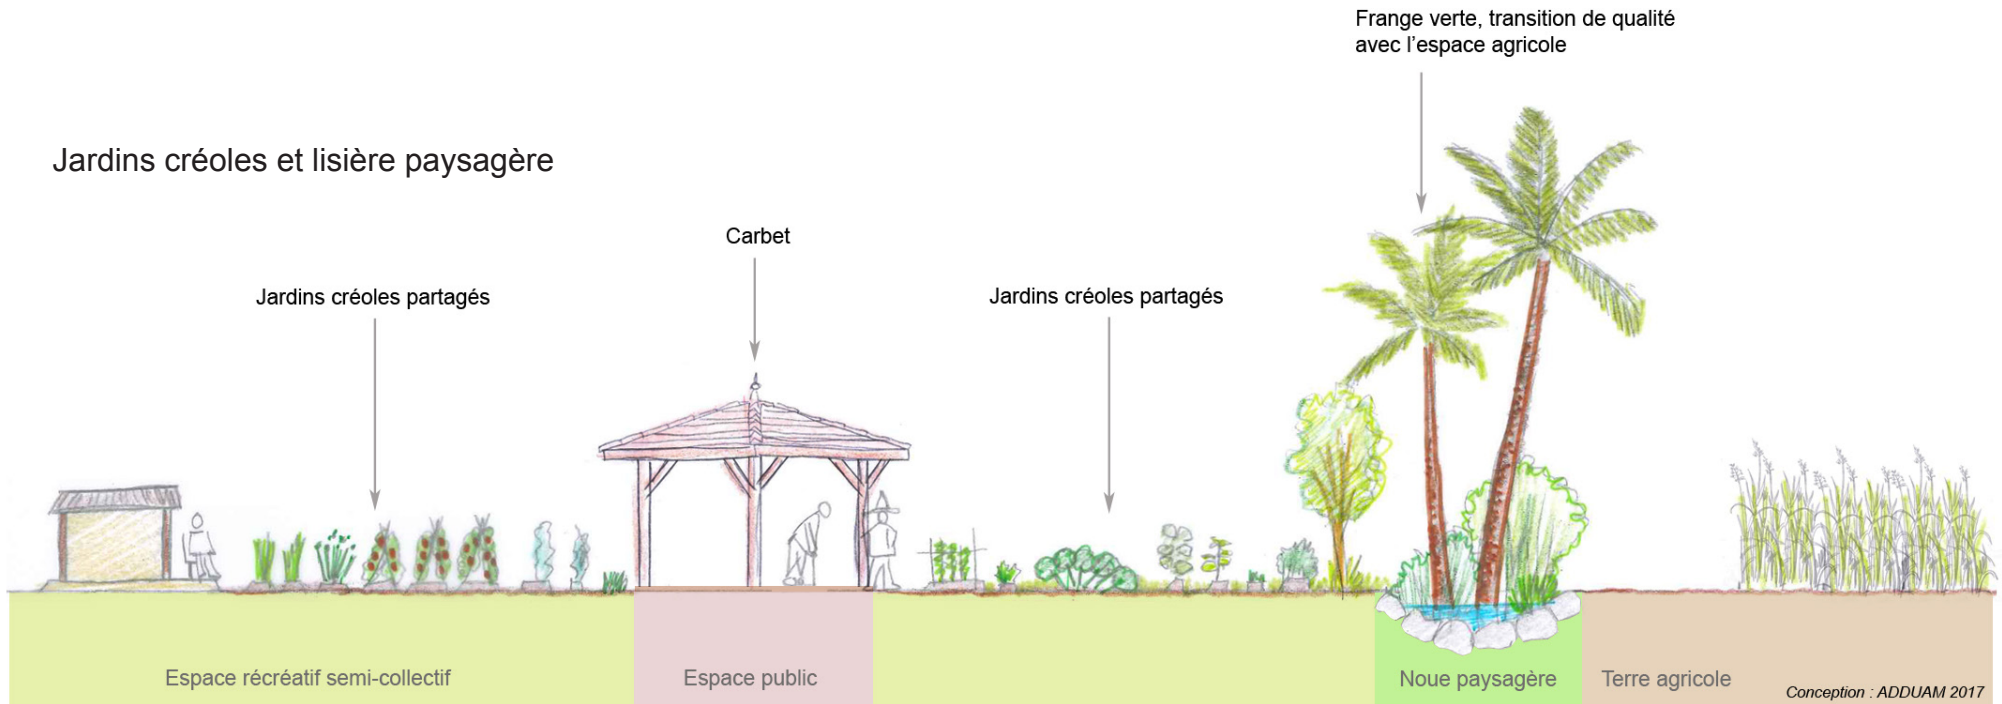 Frange verte, transition de qualité
avec l'espace agricole
Jardins créoles et lisière paysagère
Carbet
Jardins créoles partagés
Jardins créoles partagés
Espace récréatif semi-collectif
Espace public
Noue paysagère
Terre agricole
Conception : ADDUAM 2017